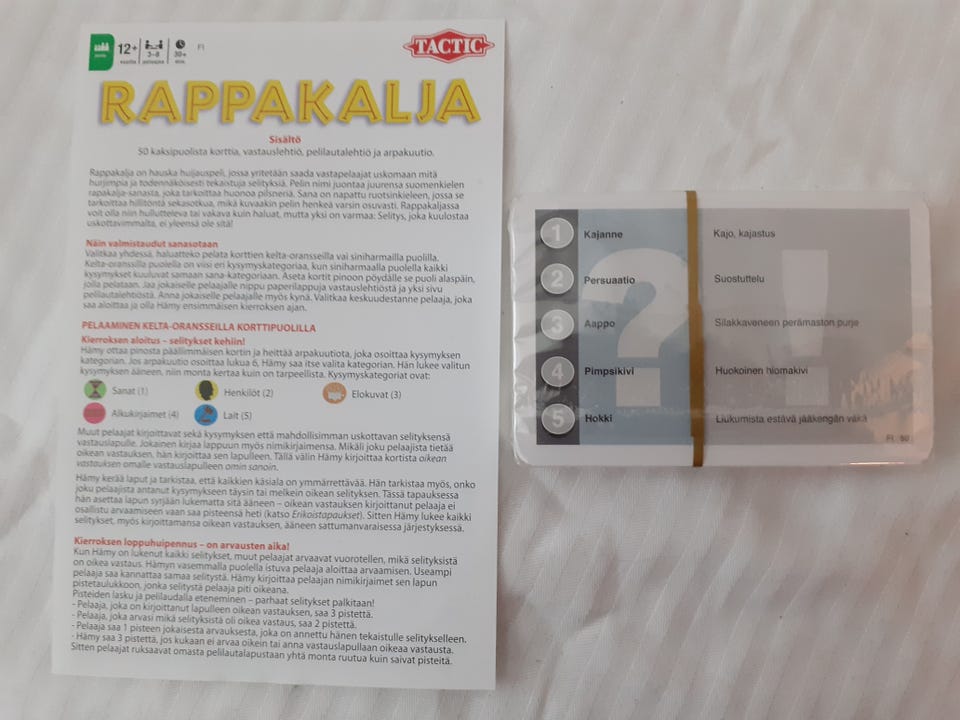 12+
vuotta
3-8
pelaajaa
30+
min.
FI
TACTIC
RAPPAKALJA
Sisältö
50 kaksipuolista korttia, vastauslehtiö, pelilautalehtiö ja arpakuutio.
Rappakalja on hauska huijauspeli, jossa yritetään saada vastapelaajat uskomaan mitä
hurjimpia ja todennäköisesti tekaistuja selityksiä. Pelin nimi juontaa juurensa suomenkielen
rapakalja-sanasta, joka tarkoittaa huonoa pilsneriä. Sana on napattu ruotsinkieleen, jossa se
tarkoittaa hillitöntä sekasotkua, mikä kuvaakin pelin henkeä varsin osuvasti. Rappakaljassa
voit olla niin hullutteleva tai vakava kuin haluat, mutta yksi on varmaa: Selitys, joka kuulostaa
uskottavimmalta, ei yleensä ole sitä!
Näin valmistaudut sanasotaan
Valitkaa yhdessä, haluatteko pelata korttien kelta-oransseilla vai siniharmailla puolilla.
Kelta-oranssilla puolella on viisi eri kysymyskategoriaa, kun siniharmaalla puolella kaikki
kysymykset kuuluvat samaan sana-kategoriaan. Aseta kortit pinoon pöydälle se puoli alaspäin,
jolla pelataan. Jaa jokaiselle pelaajalle nippu paperilappuja vastauslehtiöstä ja yksi sivu
pelilautalehtiöstä. Anna jokaiselle pelaajalle myös kynä. Valitkaa keskuudestanne pelaaja, joka
saa aloittaa ja olla Hämy ensimmäisen kierroksen ajan.
PELAAMINEN KELTA-ORANSSEILLA KORTTIPUOLILLA
Kierroksen aloitus – selitykset kehiin!
Hämy ottaa pinosta päällimmäisen kortin ja heittää arpakuutiota, joka osoittaa kysymyksen
kategorian. Jos arpakuutio osoittaa lukua 6, Hämy saa itse valita kategorian. Hän lukee valitun
kysymyksen ääneen, niin monta kertaa kuin on tarpeellista. Kysymyskategoriat ovat:
Sanat (1)
Henkilöt (2)
Elokuvat (3)
Alkukirjaimet (4)
Lait (5)
Muut pelaajat kirjoittavat sekä kysymyksen että mahdollisimman uskottavan selityksensä
vastauslapulle. Jokainen kirjaa lappuun myös nimikirjaimensa. Mikäli joku pelaajista tietää
oikean vastauksen, hän kirjoittaa sen lapulleen. Tällä välin Hämy kirjoittaa kortista oikean
vastauksen omalle vastauslapulleen omin sanoin.
Hämy kerää laput ja tarkistaa, että kaikkien käsiala on ymmärrettävää. Hän tarkistaa myös, onko
joku pelaajista antanut kysymykseen täysin tai melkein oikean selityksen. Tässä tapauksessa
hän asettaa lapun syrjään lukematta sitä ääneen – oikean vastauksen kirjoittanut pelaaja ei
osallistu arvaamiseen vaan saa pisteensä heti (katso Erikoistapaukset). Sitten Hämy lukee kaikki
selitykset, myös kirjoittamansa oikean vastauksen, ääneen sattumanvaraisessa järjestyksessä.
Kierroksen loppuhuipennus – on arvausten aika!
Kun Hämy on lukenut kaikki selitykset, muut pelaajat arvaavat vuorotellen, mikä selityksistä
on oikea vastaus. Hämyn vasemmalla puolella istuva pelaaja aloittaa arvaamisen. Useampi
pelaaja saa kannattaa samaa selitystä. Hämy kirjoittaa pelaajan nimikirjaimet sen lapun
pistetaulukkoon, jonka selitystä pelaaja piti oikeana.
Pisteiden lasku ja pelilaudalla eteneminen – parhaat selitykset palkitaan!
- Pelaaja, joka on kirjoittanut lapulleen oikean vastauksen, saa 3 pistettä.
- Pelaaja, joka arvasi mikä selityksistä oli oikea vastaus, saa 2 pistettä.
- Pelaaja saa 1 pisteen jokaisesta arvauksesta, joka on annettu hänen tekaistulle selitykselleen.
- Hämy saa 3 pistettä, jos kukaan ei arvaa oikein tai anna vastauslapullaan oikeaa vastausta.
Sitten pelaajat ruksaavat omasta pelilautalapustaan yhtä monta ruutua kuin saivat pisteitä.
1 Kajanne Kajo, kajastus
2 Persuaatio Suostuttelu
3 Aappo Silakkaveneen perämaston purje
4 Pimpsikivi Huokoinen hiomakivi
5 Hokki Liukumista estävä jääkengän väkä
? !
FI 50